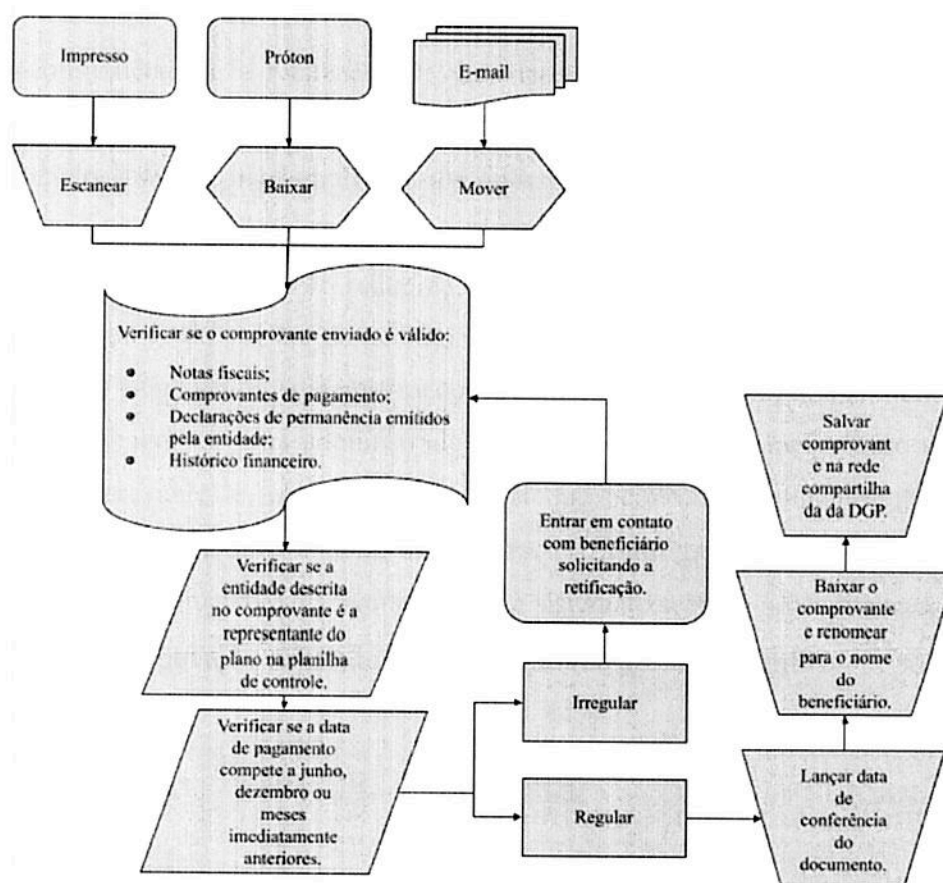 Impresso
Próton
E-mail
Escanear
Baixar
Mover
Verificar se o comprovante enviado é válido:
● Notas fiscais;
● Comprovantes de pagamento;
● Declarações de permanência emitidos
pela entidade;
● Histórico financeiro.
Verificar se a
entidade descrita
no comprovante é a
representante do
plano na planilha
de controle.
Verificar se a data
de pagamento
compete a junho,
dezembro ou
meses
imediatamente
anteriores.
Irregular
Regular
Entrar em contato
com beneficiário
solicitando a
retificação.
Lançar data
de
conferência
do
documento.
Baixar o
comprovante
e renomear
para o nome
do
beneficiário.
Salvar
comprovant
e na rede
compartilha
da da DGP.